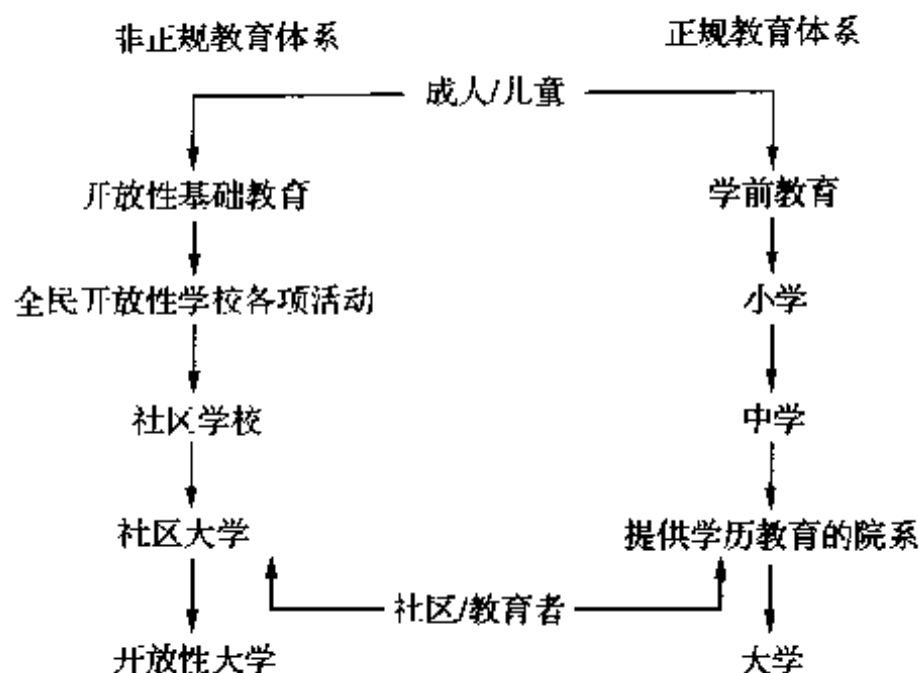 非正规教育体系 正规教育体系
成人/儿童
开放性基础教育 学前教育
全民开放性学校各项活动 小学
社区学校 中学
社区大学 提供学历教育的院系
社区/教育者
开放性大学 大学